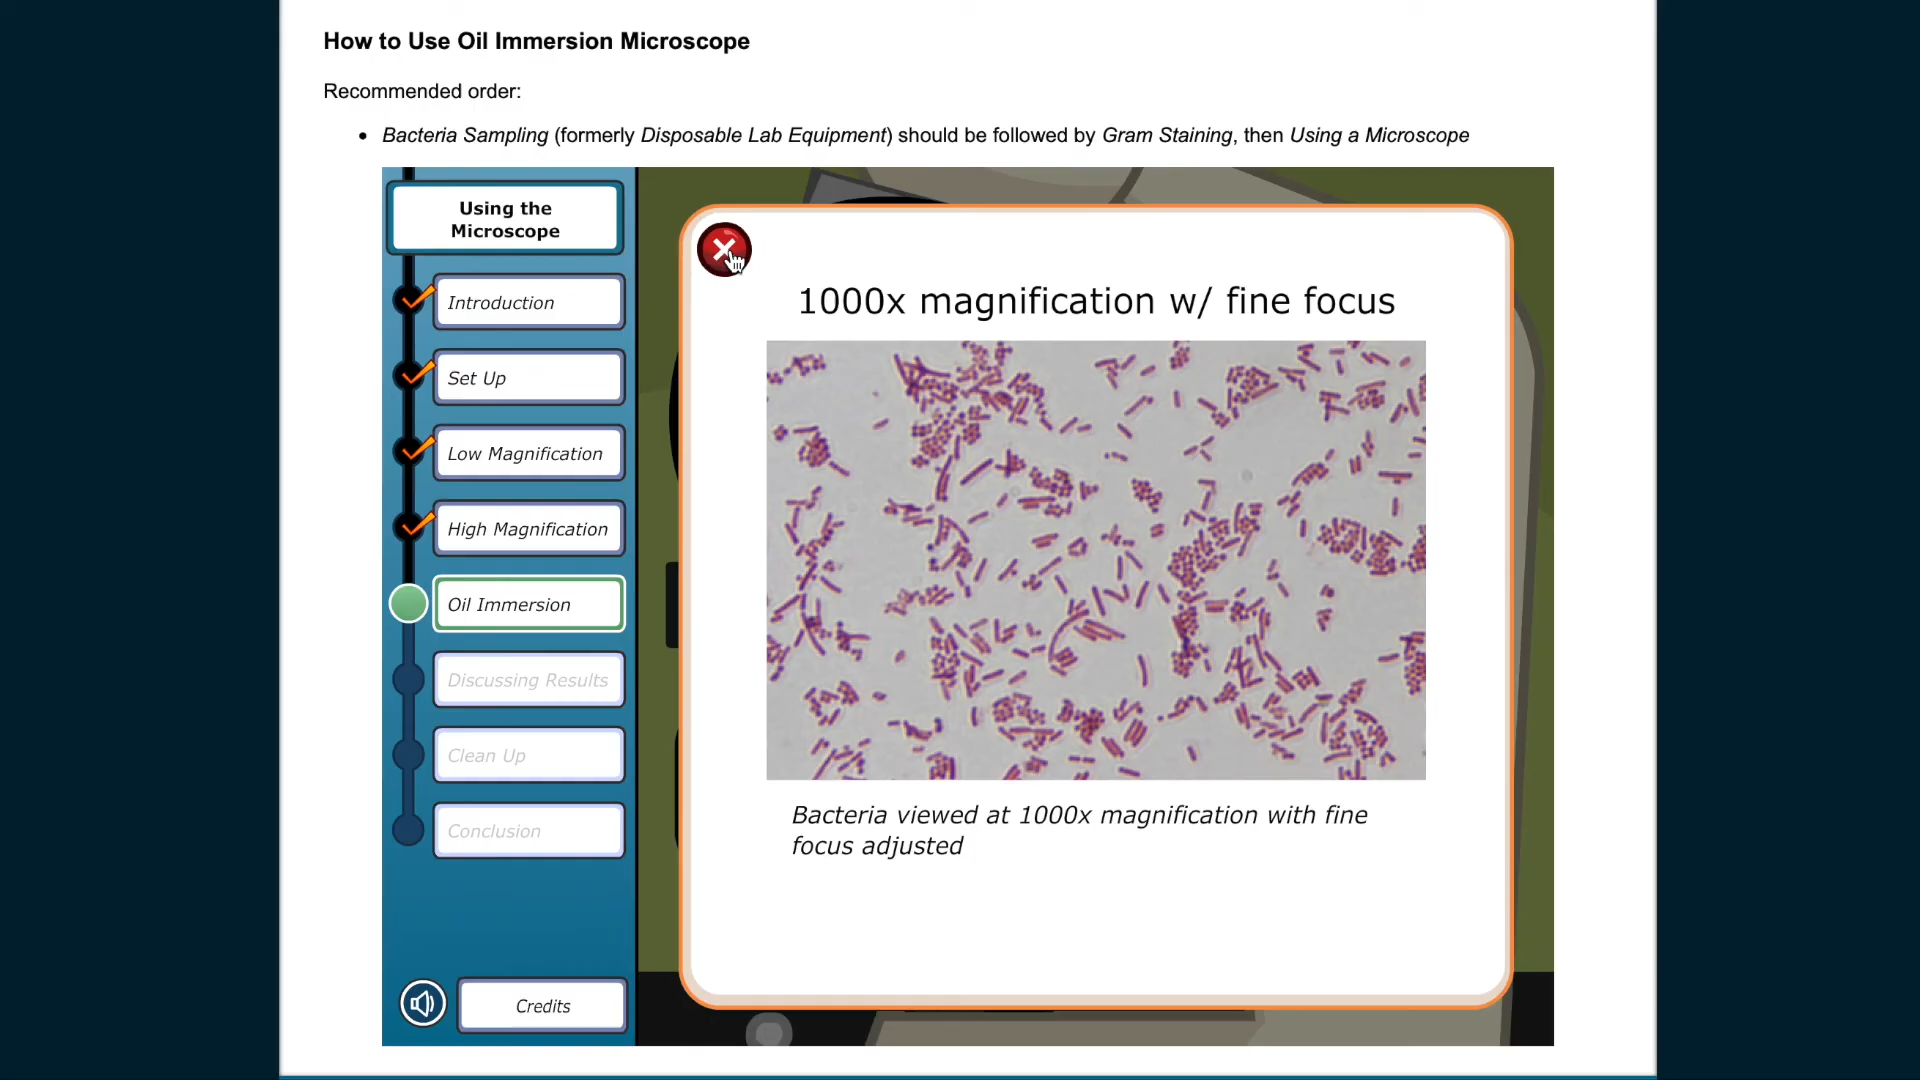 How to Use Oil Immersion Microscope
Recommended order:
• Bacteria Sampling (formerly Disposable Lab Equipment) should be followed by Gram Staining, then Using a Microscope
Using the
Microscope
Introduction
Set Up
Low Magnification
High Magnification
Oil Immersion
Discussing Results
Clean Up
Conclusion
Credits
1000x magnification w/ fine focus
Bacteria viewed at 1000x magnification with fine
focus adjusted